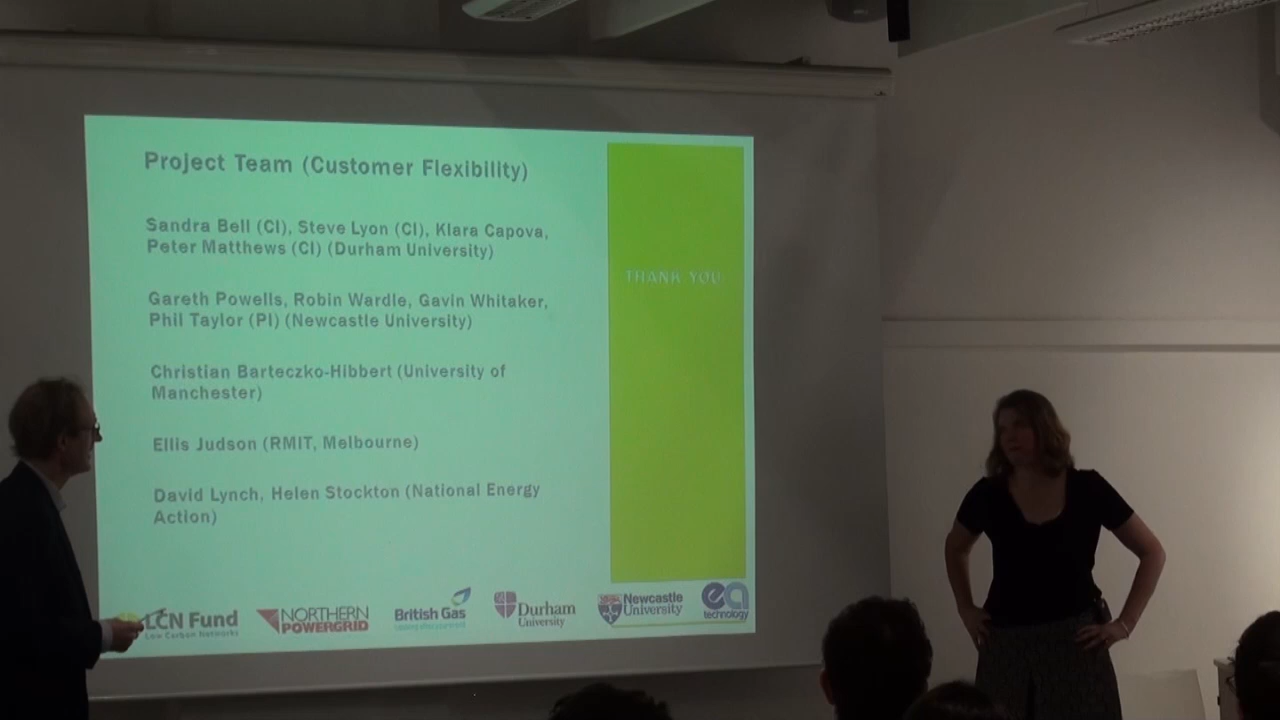 Project Team (Customer Flexibility)
Sandra Bell (CI), Steve Lyon (CI), Klara Capova,
Peter Matthews (CI) (Durham University)
Gareth Powells, Robin Wardle, Gavin Whitaker,
Phil Taylor (PI) (Newcastle University)
Christian Barteczko-Hibbert (University of
Manchester)
Ellis Judson (RMIT, Melbourne)
David Lynch, Helen Stockton (National Energy
Action)
THANK YOU
LCN Fund
Low Carbon Networks
NORTHERN
POWERGRID
British Gas
Durham
University
Newcastle
University
ea
technology